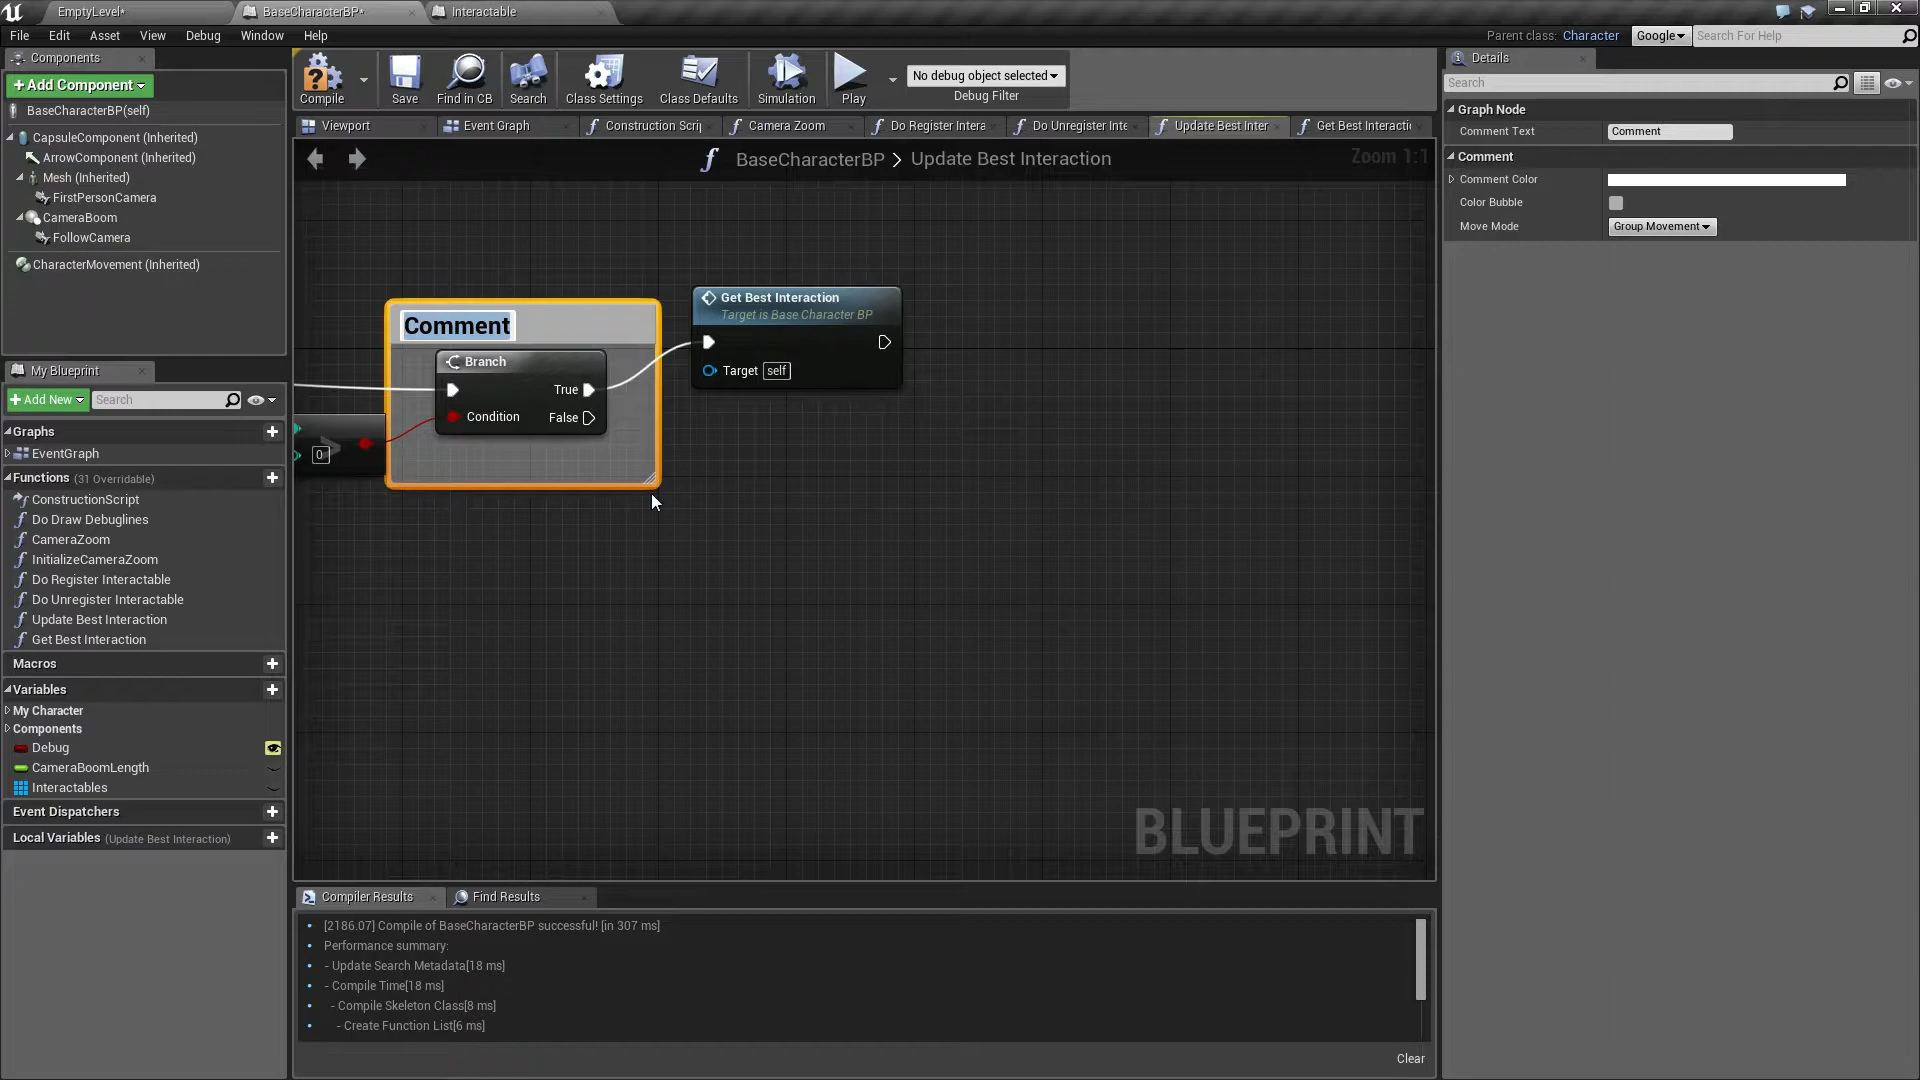 EmptyLevel*
BaseCharacterBP*
Interactable
File Edit Asset View Debug Window Help
Parent class: Character
Google
Search For Help
Components
+Add Component
BaseCharacterBP(self)
CapsuleComponent (Inherited)
ArrowComponent (Inherited)
Mesh (Inherited)
FirstPersonCamera
CameraBoom
FollowCamera
CharacterMovement (Inherited)
My Blueprint
+Add New
Search
Graphs
EventGraph
Functions (31 Overridable)
ConstructionScript
Do Draw Debuglines
CameraZoom
InitializeCameraZoom
Do Register Interactable
Do Unregister Interactable
Update Best Interaction
Get Best Interaction
Macros
Variables
My Character
Components
Debug
CameraBoomLength
Interactables
Event Dispatchers
Local Variables (Update Best Interaction)
Compile
Save
Find in CB
Search
Class Settings
Class Defaults
Simulation
Play
No debug object selected
Debug Filter
Viewport
Event Graph
Construction Scrip
Camera Zoom
Do Register Intera
Do Unregister Inte
Update Best Inter
Get Best Interacti
BaseCharacterBP > Update Best Interaction
Zoom 1:1
Comment
Branch
True
Condition
False
0
Get Best Interaction
Target is Base Character BP
Target self
BLUEPRINT
Compiler Results
Find Results
[2186.07] Compile of BaseCharacterBP successful! [in 307 ms]
Performance summary:
- Update Search Metadata[18 ms]
- Compile Time[18 ms]
- Compile Skeleton Class[8 ms]
- Create Function List[6 ms]
Clear
Details
Search
Graph Node
Comment Text Comment
Comment
Comment Color
Color Bubble
Move Mode Group Movement